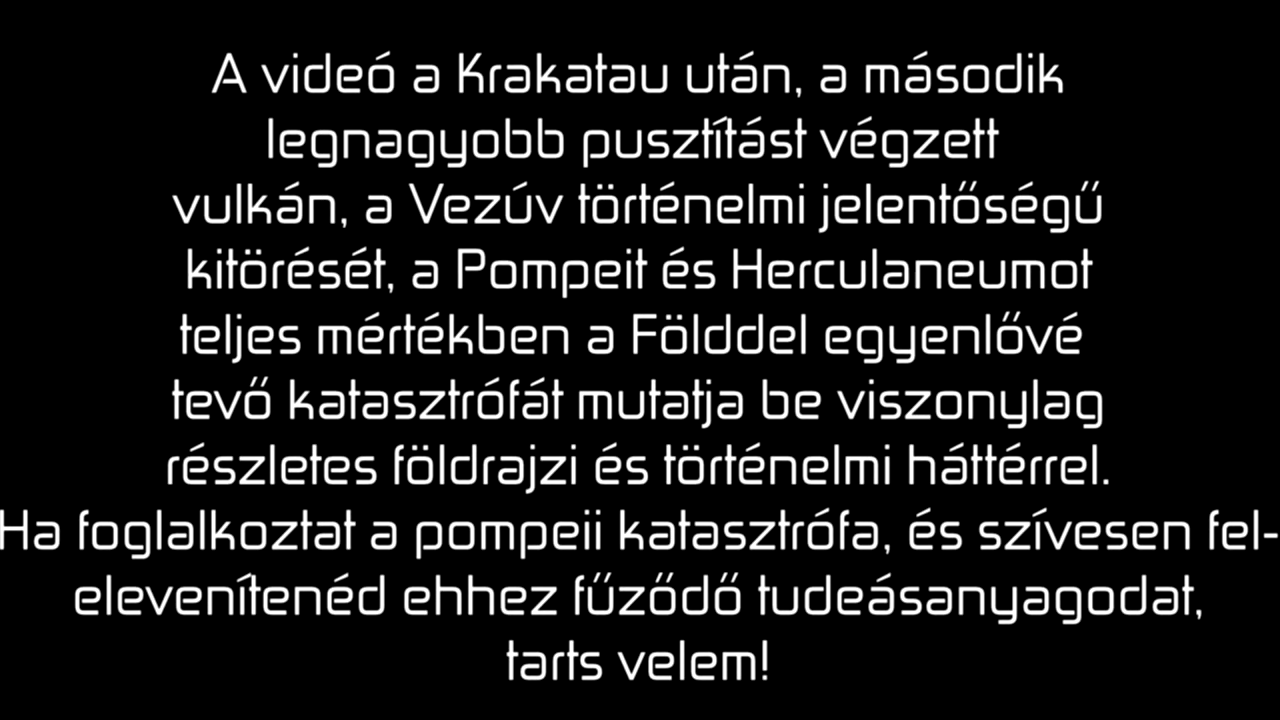 A videó a Krakatau után, a második
legnagyobb pusztítást végzett
vulkán, a Vezúv történelmi jelentőségű
kitörését, a Pompeit és Herculaneumot
teljes mértékben a Földdel egyenlővé
tevő katasztrófát mutatja be viszonylag
részletes földrajzi és történelmi háttérrel.
Ha foglalkoztat a pompeii katasztrófa, és szívesen fel-
elevenítenéd ehhez fűződő tudeásanyagodat,
tarts velem!